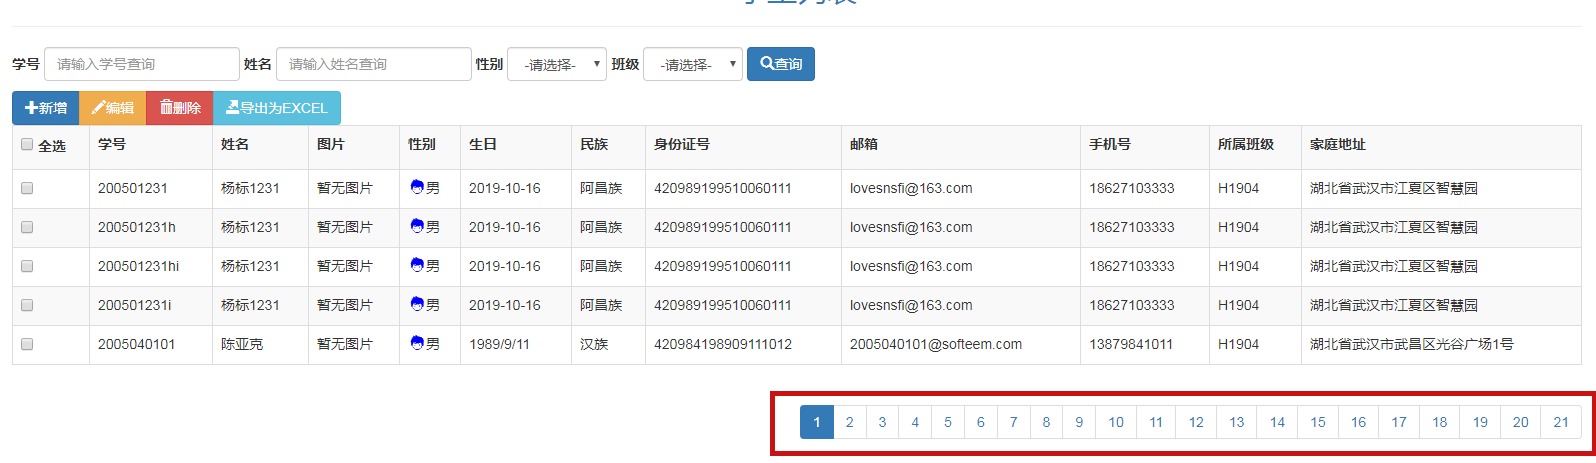 学号 请输入学号查询 姓名 请输入姓名查询 性别 -请选择- 班级 -请选择- 查询
新增 编辑 删除 导出为EXCEL
全选 学号 姓名 图片 性别 生日 民族 身份证号 邮箱 手机号 所属班级 家庭地址
200501231 杨标1231 暂无图片 男 2019-10-16 阿昌族 420989199510060111 lovesnsfi@163.com 18627103333 H1904 湖北省武汉市江夏区智慧园
200501231h 杨标1231 暂无图片 男 2019-10-16 阿昌族 420989199510060111 lovesnsfi@163.com 18627103333 H1904 湖北省武汉市江夏区智慧园
200501231hi 杨标1231 暂无图片 男 2019-10-16 阿昌族 420989199510060111 lovesnsfi@163.com 18627103333 H1904 湖北省武汉市江夏区智慧园
200501231i 杨标1231 暂无图片 男 2019-10-16 阿昌族 420989199510060111 lovesnsfi@163.com 18627103333 H1904 湖北省武汉市江夏区智慧园
2005040101 陈亚克 暂无图片 男 1989/9/11 汉族 420984198909111012 2005040101@softeem.com 13879841011 H1904 湖北省武汉市武昌区光谷广场1号
1 2 3 4 5 6 7 8 9 10 11 12 13 14 15 16 17 18 19 20 21